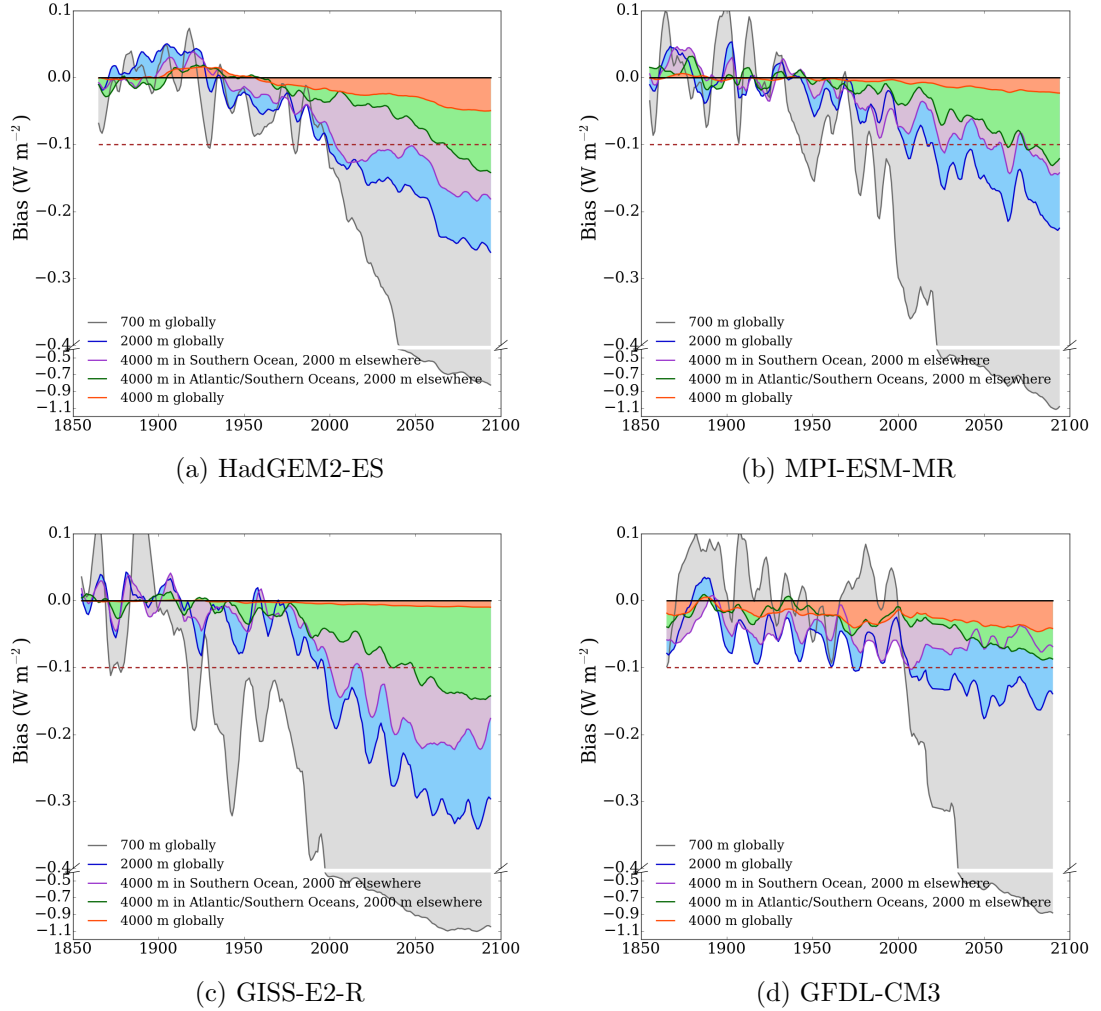 0.1
0.0
−0.1
−0.2
−0.3
−0.4
−0.5
−0.7
−0.9
−1.1
Bias (W m⁻²)
700 m globally
2000 m globally
4000 m in Southern Ocean, 2000 m elsewhere
4000 m in Atlantic/Southern Oceans, 2000 m elsewhere
4000 m globally
1850 1900 1950 2000 2050 2100
(a) HadGEM2-ES
0.1
0.0
−0.1
−0.2
−0.3
−0.4
−0.5
−0.7
−0.9
−1.1
Bias (W m⁻²)
700 m globally
2000 m globally
4000 m in Southern Ocean, 2000 m elsewhere
4000 m in Atlantic/Southern Oceans, 2000 m elsewhere
4000 m globally
1850 1900 1950 2000 2050 2100
(b) MPI-ESM-MR
0.1
0.0
−0.1
−0.2
−0.3
−0.4
−0.5
−0.7
−0.9
−1.1
Bias (W m⁻²)
700 m globally
2000 m globally
4000 m in Southern Ocean, 2000 m elsewhere
4000 m in Atlantic/Southern Oceans, 2000 m elsewhere
4000 m globally
1850 1900 1950 2000 2050 2100
(c) GISS-E2-R
0.1
0.0
−0.1
−0.2
−0.3
−0.4
−0.5
−0.7
−0.9
−1.1
Bias (W m⁻²)
700 m globally
2000 m globally
4000 m in Southern Ocean, 2000 m elsewhere
4000 m in Atlantic/Southern Oceans, 2000 m elsewhere
4000 m globally
1850 1900 1950 2000 2050 2100
(d) GFDL-CM3